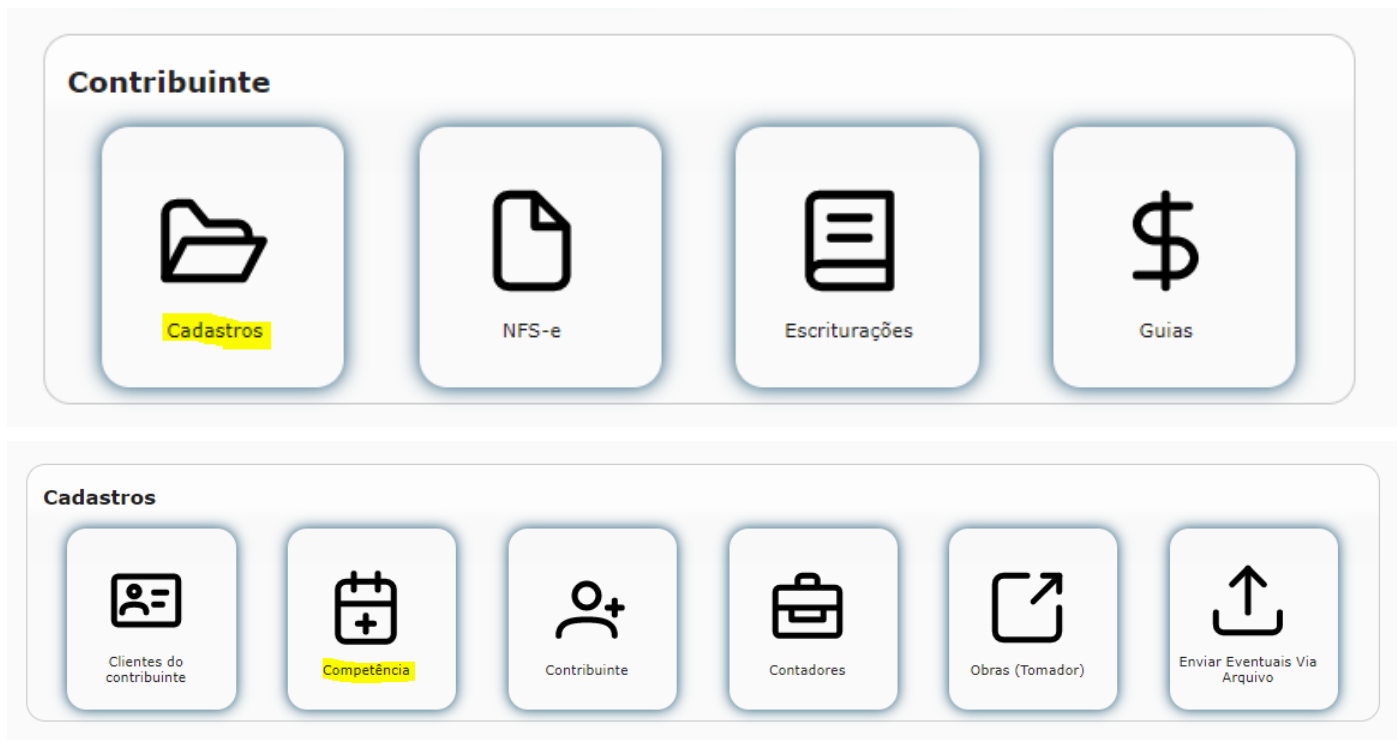 Contribuinte
Cadastros
NFS-e
Escriturações
Guias
Cadastros
Clientes do
contribuinte
Competência
Contribuinte
Contadores
Obras (Tomador)
Enviar Eventuais Via
Arquivo